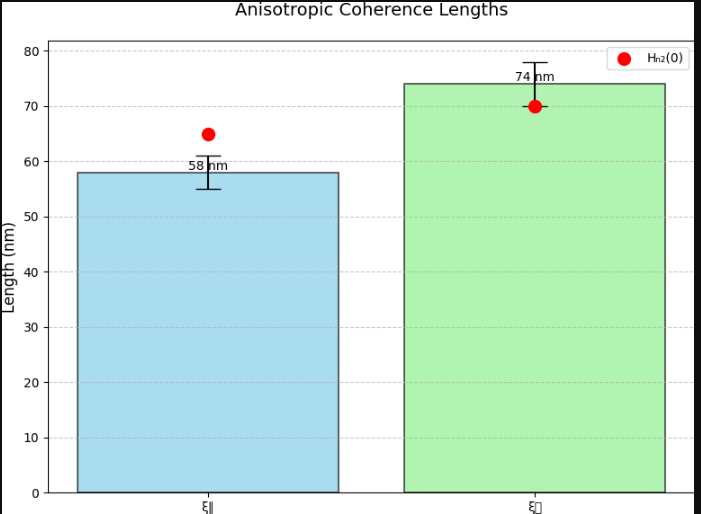 Anisotropic Coherence Lengths
80
Hₙ₂(0)
74 nm
70
60
58 nm
50
40
30
20
10
0
Length (nm)
ξ∥
ξ▯